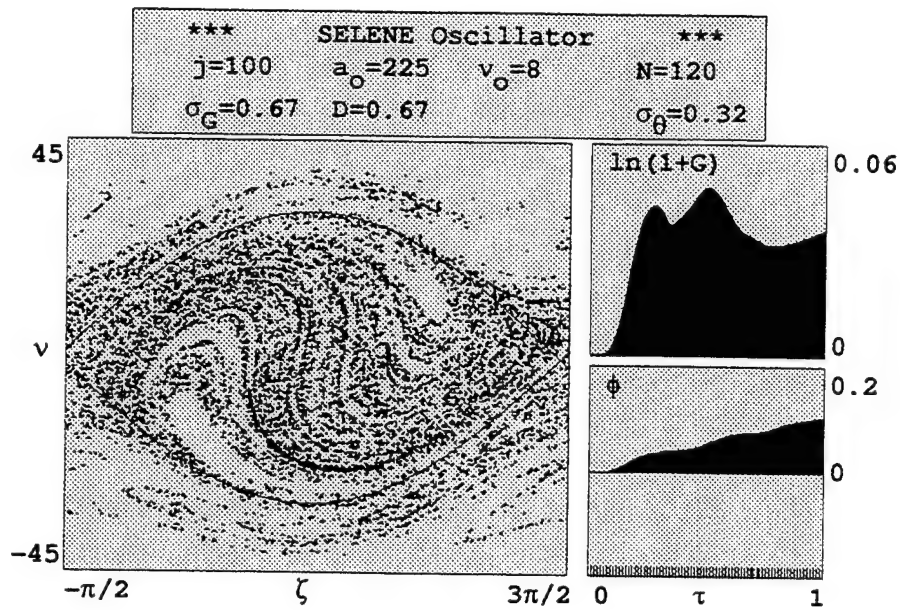 *** SELENE Oscillator ***
j=100 a₀=225 ν₀=8 N=120
σ_G=0.67 D=0.67 σ_θ=0.32
45
ν
-45
-π/2 ζ 3π/2
ln(1+G) 0.06
0
ϕ 0.2
0
0 τ 1